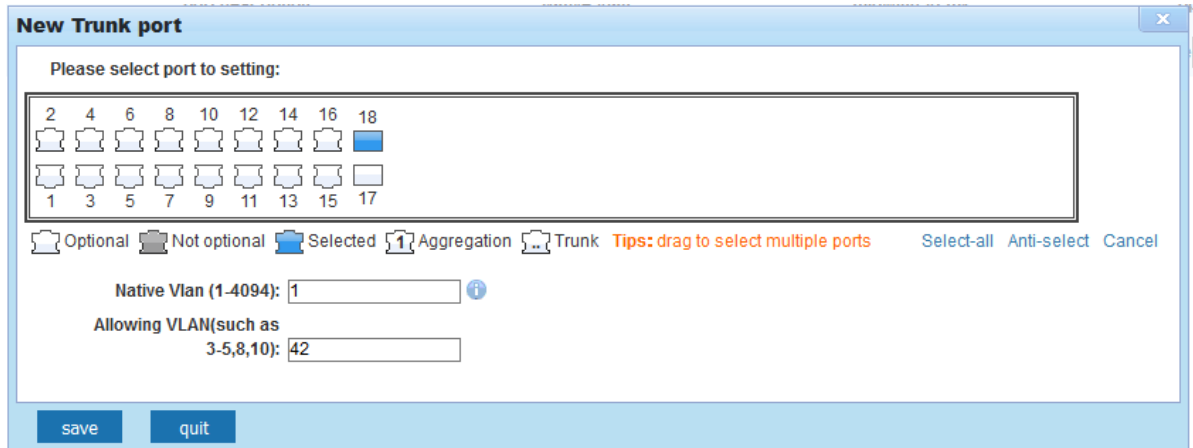 New Trunk port
x
Please select port to setting:
2 4 6 8 10 12 14 16 18
1 3 5 7 9 11 13 15 17
Optional Not optional Selected 1 Aggregation .. Trunk Tips: drag to select multiple ports Select-all Anti-select Cancel
Native Vlan (1-4094): 1 i
Allowing VLAN(such as
3-5,8,10): 42
save quit